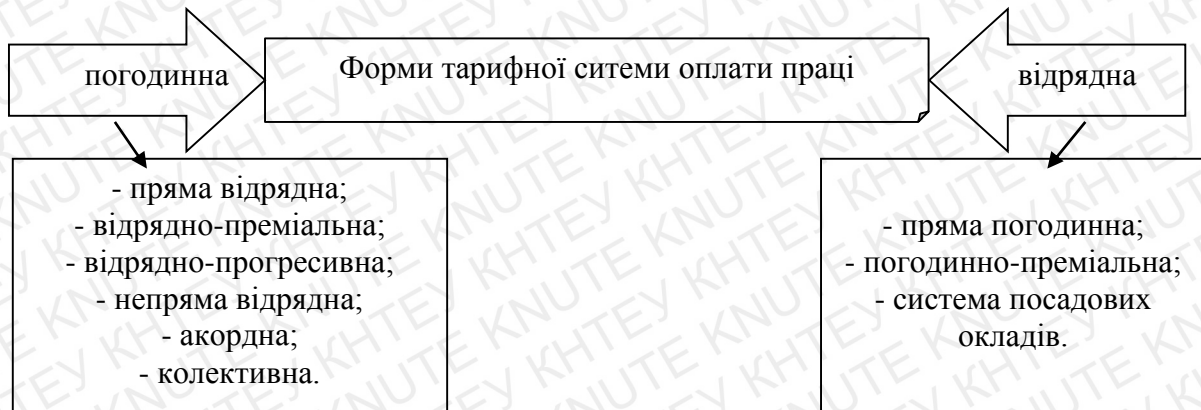 погодинна
Форми тарифної ситеми оплати праці
відрядна
- пряма відрядна;
- відрядно-преміальна;
- відрядно-прогресивна;
- непряма відрядна;
- акордна;
- колективна.
- пряма погодинна;
- погодинно-преміальна;
- система посадових
окладів.